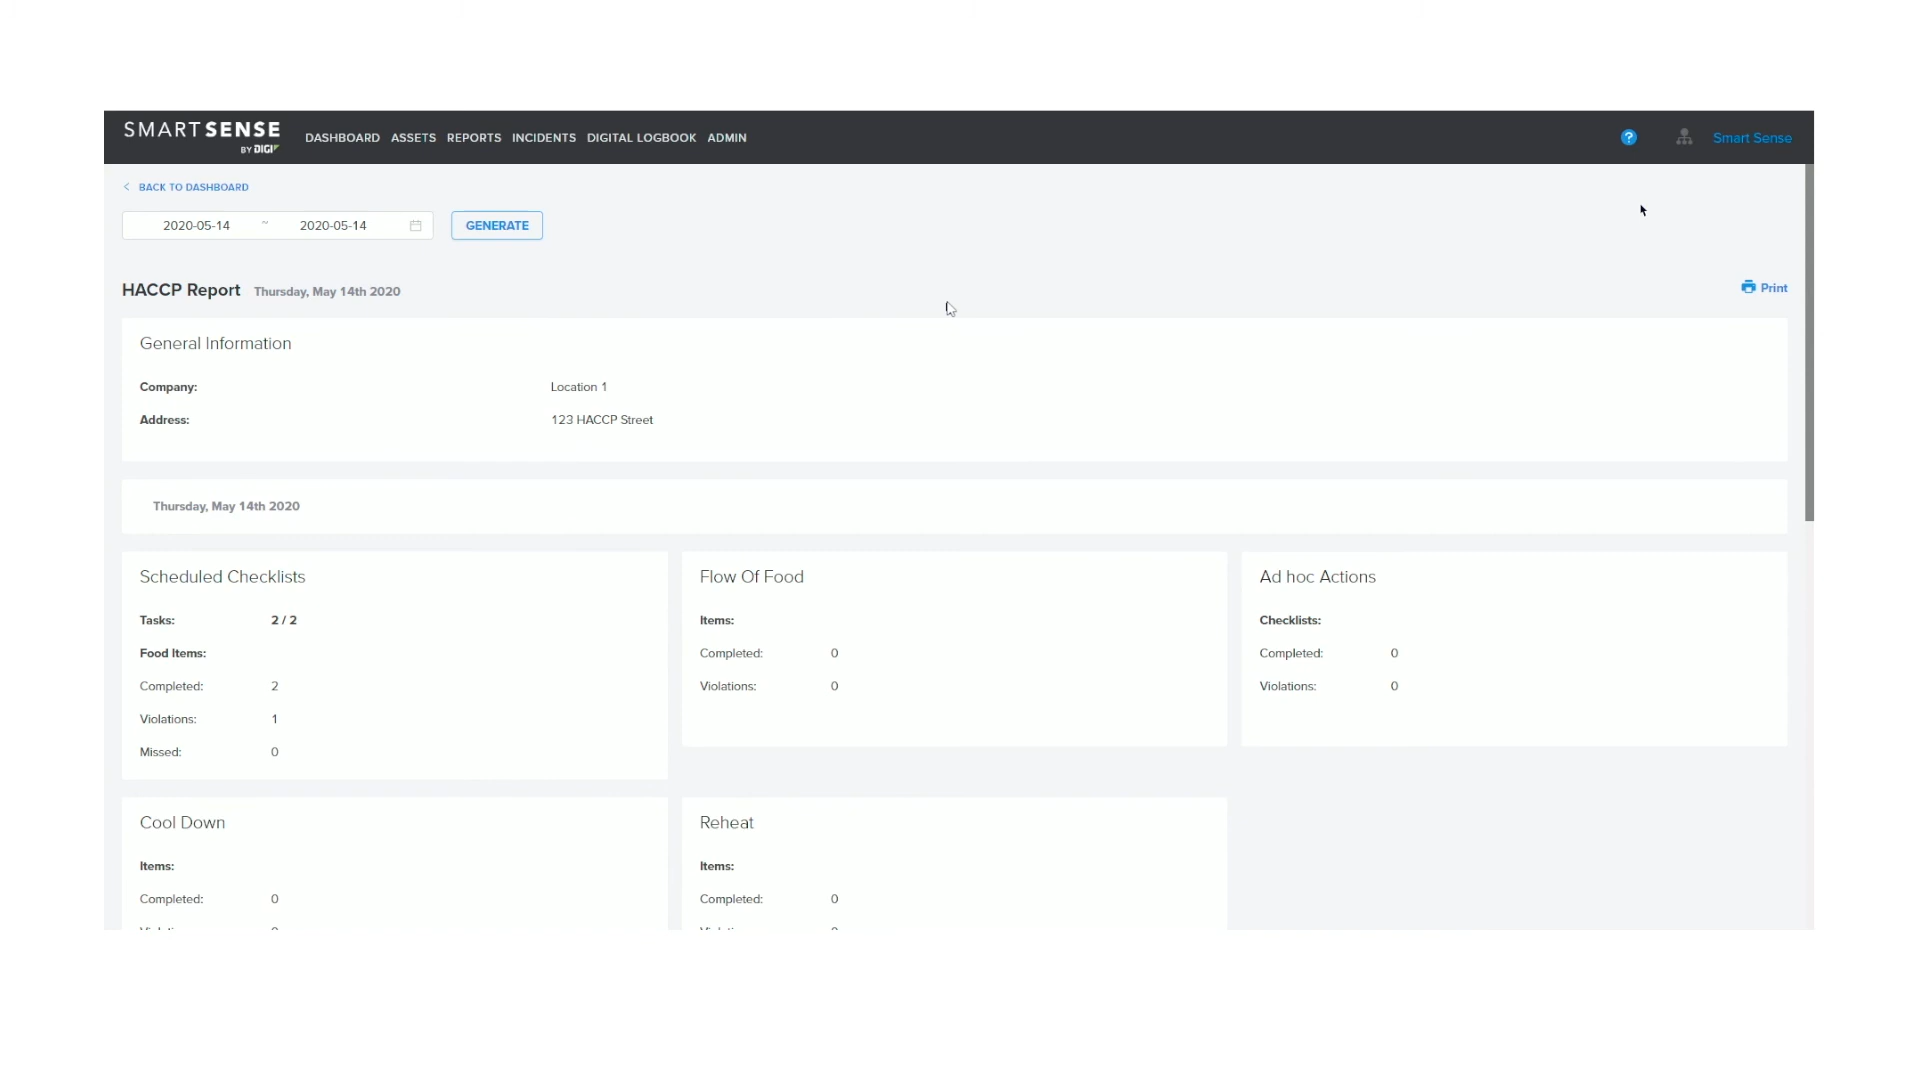 SMARTSENSE
BY DIGI
DASHBOARD ASSETS REPORTS INCIDENTS DIGITAL LOGBOOK ADMIN
?
Smart Sense
< BACK TO DASHBOARD
2020-05-14 ~ 2020-05-14
GENERATE
HACCP Report Thursday, May 14th 2020
Print
General Information
Company: Location 1
Address: 123 HACCP Street
Thursday, May 14th 2020
Scheduled Checklists
Tasks: 2 / 2
Food Items:
Completed: 2
Violations: 1
Missed: 0
Flow Of Food
Items:
Completed: 0
Violations: 0
Ad hoc Actions
Checklists:
Completed: 0
Violations: 0
Cool Down
Items:
Completed: 0
Reheat
Items:
Completed: 0